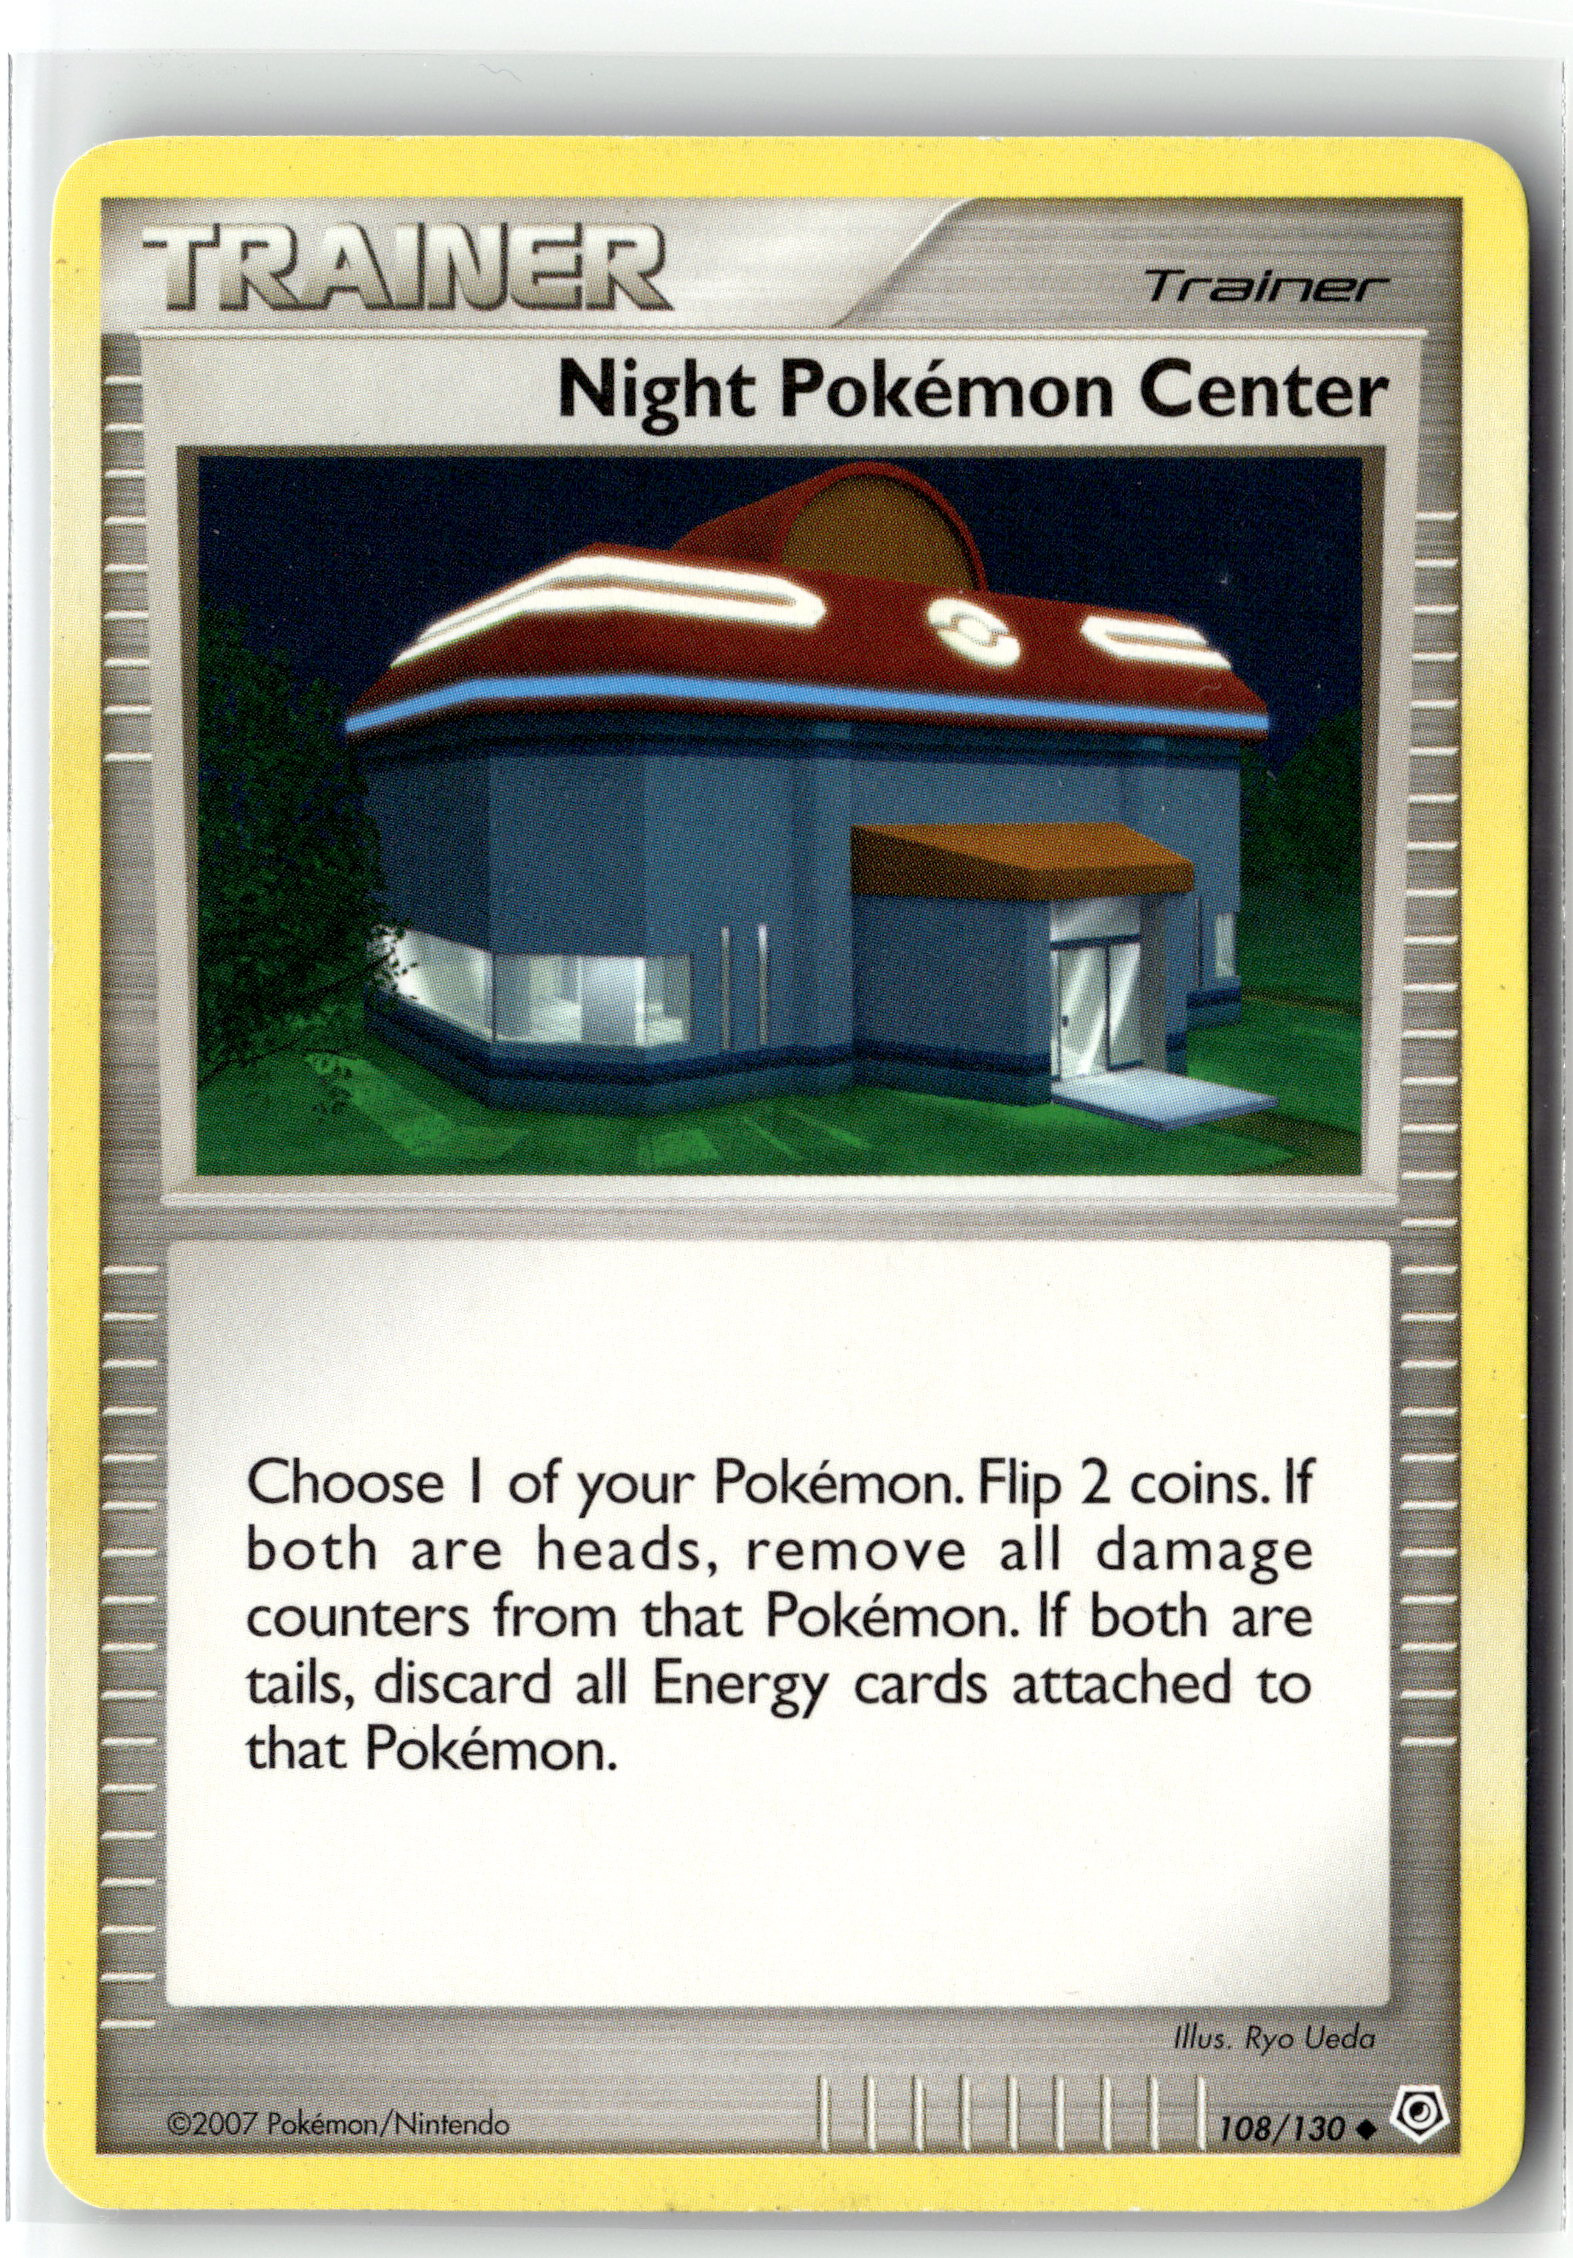 TRAINER
Trainer
Night Pokémon Center
Choose 1 of your Pokémon. Flip 2 coins. If
both are heads, remove all damage
counters from that Pokémon. If both are
tails, discard all Energy cards attached to
that Pokémon.
Illus. Ryo Ueda
©2007 Pokémon/Nintendo
108/130